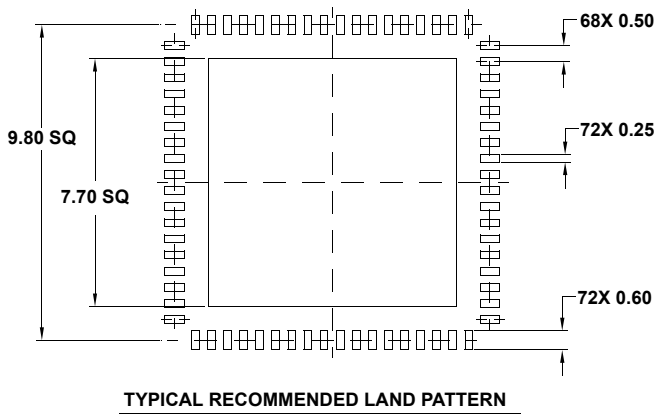 68X 0.50
9.80 SQ
72X 0.25
7.70 SQ
72X 0.60
TYPICAL RECOMMENDED LAND PATTERN